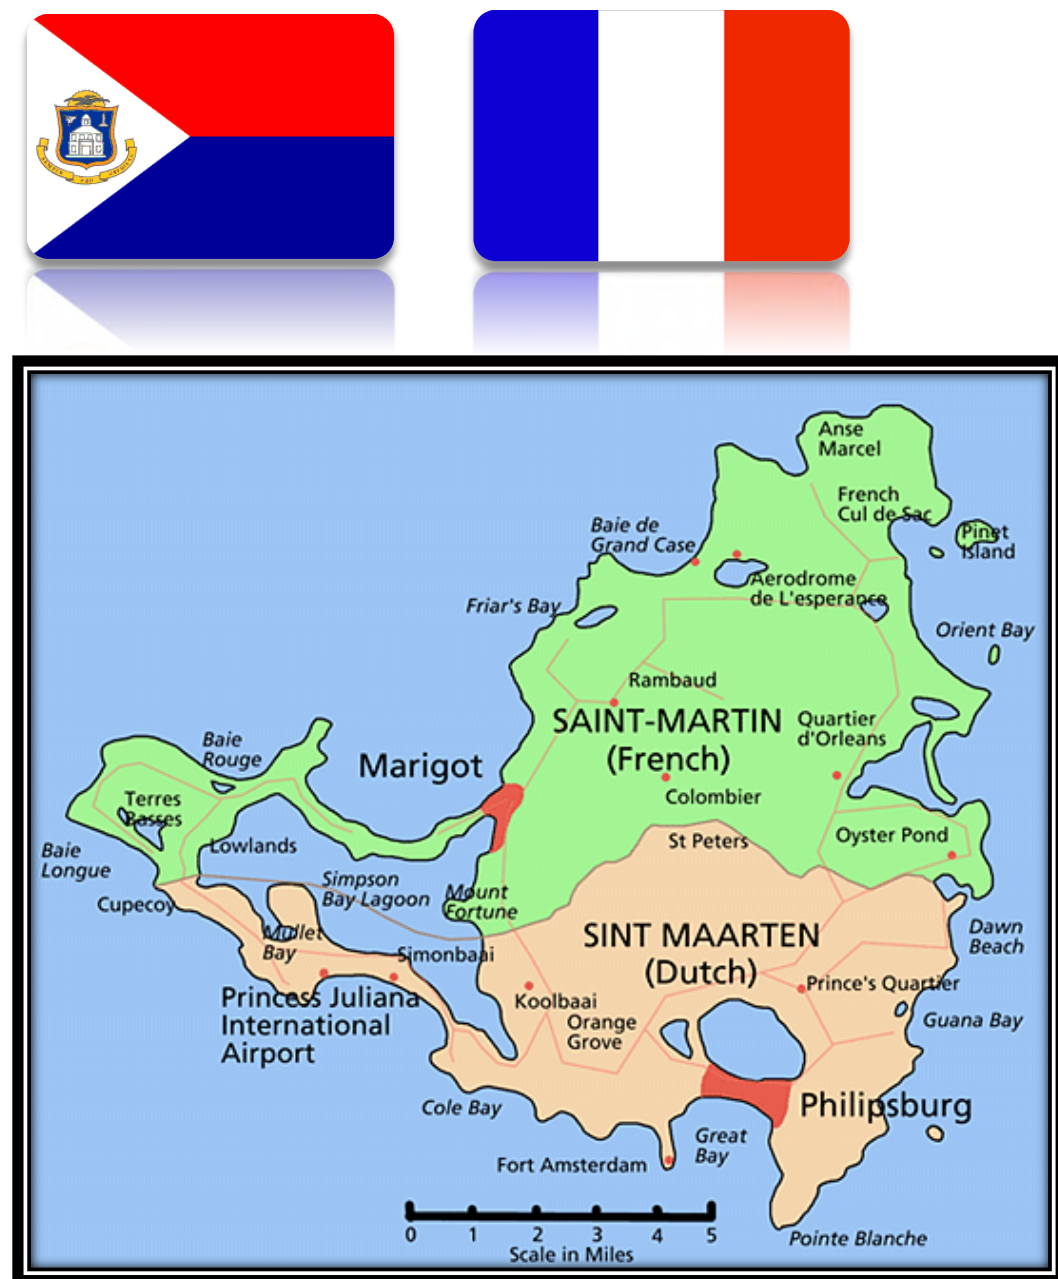 SEMPER
PRO
Anse
Marcel
French
Cul de Sac
Pinet
Island
Baie de
Grand Case
Aerodrome
de L'esperance
Friar's Bay
Orient Bay
Rambaud
SAINT-MARTIN
(French)
Quartier
d'Orleans
Baie
Rouge
Marigot
Colombier
Terres
Basses
Oyster Pond
St Peters
Lowlands
Baie
Longue
Simpson
Bay Lagoon
Mount
Fortune
Cupecoy
SINT MAARTEN
(Dutch)
Dawn
Beach
Mullet
Bay
Simonbaai
Prince's Quartier
Princess Juliana
International
Airport
Koolbaai
Orange
Grove
Guana Bay
Cole Bay
Philipsburg
Great
Bay
Fort Amsterdam
0 1 2 3 4 5
Scale in Miles
Pointe Blanche